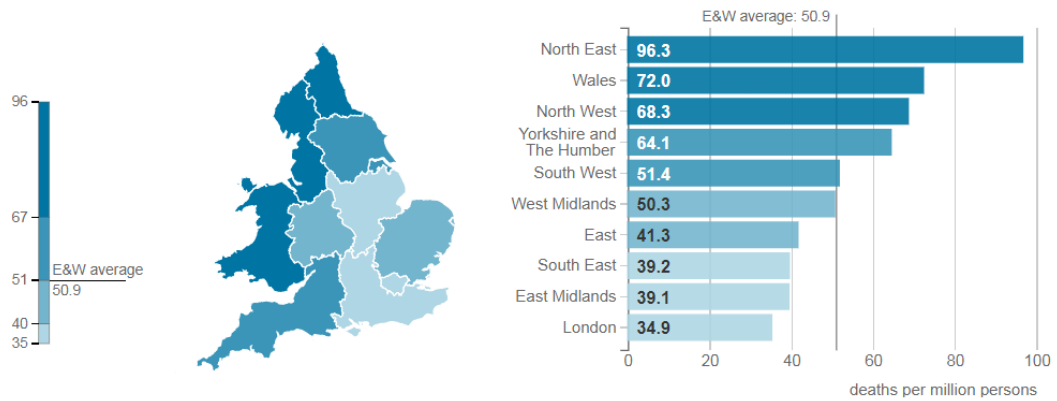 96
67
51
40
35
E&W average
50.9
E&W average: 50.9
North East 96.3
Wales 72.0
North West 68.3
Yorkshire and
The Humber 64.1
South West 51.4
West Midlands 50.3
East 41.3
South East 39.2
East Midlands 39.1
London 34.9
0 20 40 60 80 100
deaths per million persons